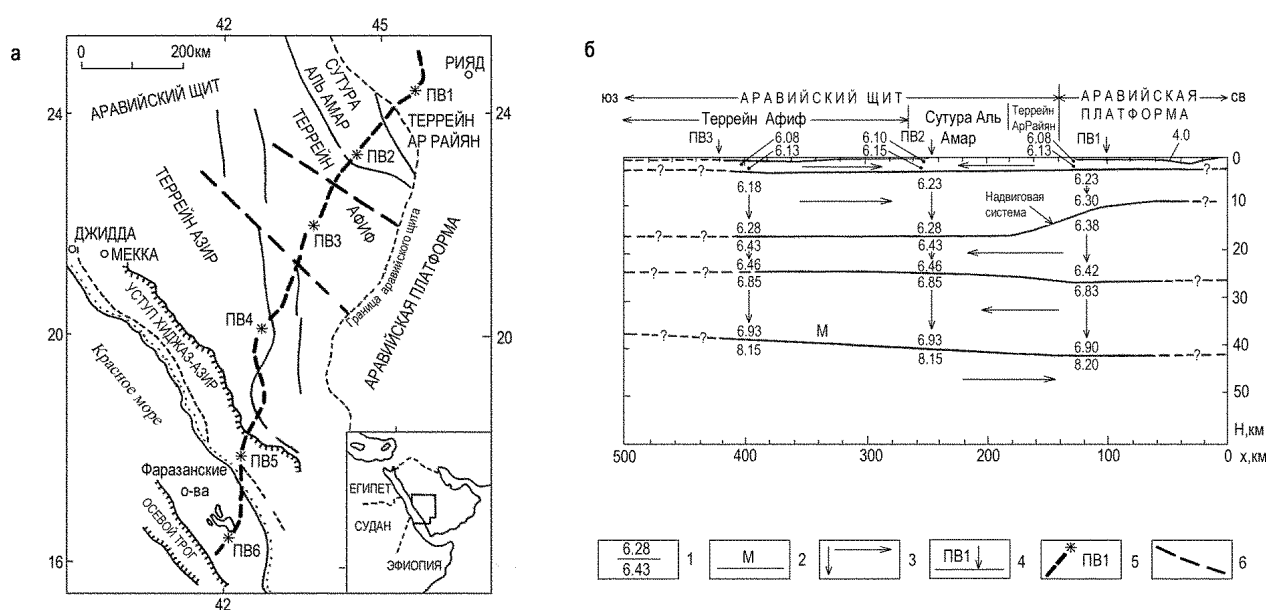 а
42
45
0
200км
РИЯД
24
24
АРАВИЙСКИЙ ЩИТ
СУТУРА
АЛЬ АМАР
ПВ1
ТЕРРЕЙН
АР РАЙЯН
ТЕРРЕЙН
АФИФ
ПВ2
ТЕРРЕЙН АЗИР
ПВ3
ДЖИДДА
МЕККА
Граница аравийского щита
АРАВИЙСКАЯ ПЛАТФОРМА
УСТУП ХИДЖАЗ-АЗИР
ПВ4
20
20
Красное море
ПВ5
Фаразанские
о-ва
ОСЕВОЙ ТРОГ
ПВ6
16
42
ЕГИПЕТ
СУДАН
ЭФИОПИЯ
б
ЮЗ
АРАВИЙСКИЙ ЩИТ
АРАВИЙСКАЯ
ПЛАТФОРМА
СВ
Террейн Афиф
Сутура Аль
Амар
Террейн
АрРайян
ПВ3
6.08
6.13
6.10
6.15
ПВ2
6.08
6.13
ПВ1
4.0
0
? ?
6.18
6.23
6.23
?
6.30
Надвиговая
система
6.38
?
10
6.28
6.28
? ?
6.43
6.43
20
6.46
6.46
6.42
? ?
6.85
6.85
6.83
?
30
6.93
М
6.93
6.90
? ?
8.15
8.15
8.20
?
40
50
Н,км
500
400
300
200
100
0
х,км
6,28
6.43
1
М
2
3
ПВ1
4
ПВ1
5
6